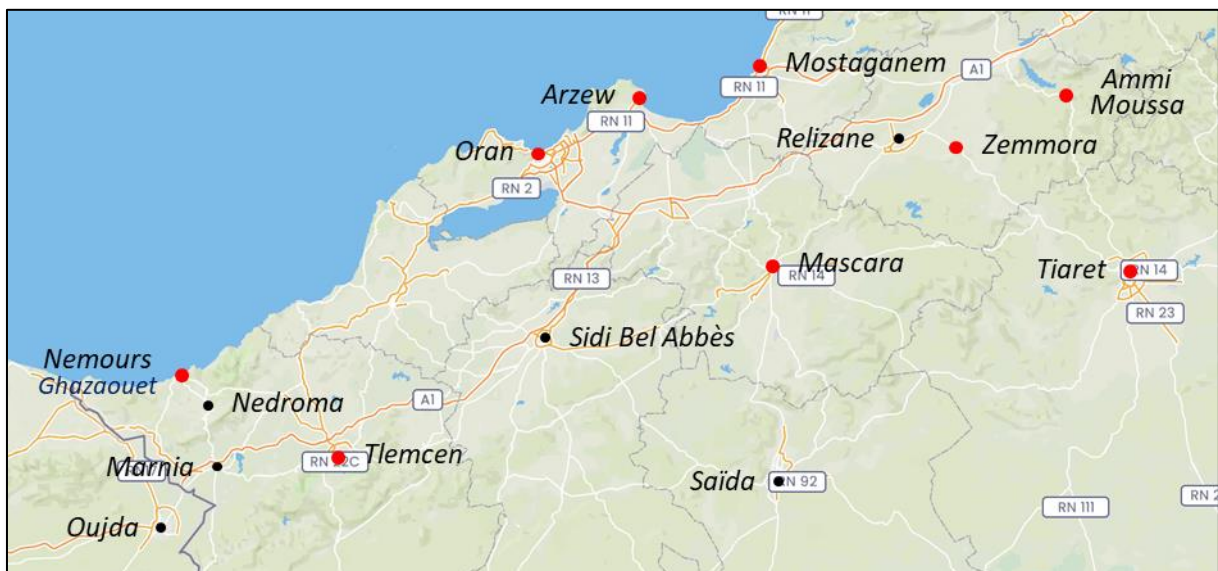 RN 11
Mostaganem
A1
Ammi
Moussa
Arzew
RN 11
RN 11
Relizane
Zemmora
Oran
RN 2
Mascara
RN 14
Tiaret
RN 14
RN 13
RN 23
Sidi Bel Abbès
Nemours
Ghazaouet
Nedroma
A1
Marnia
Tlemcen
Saïda
RN 92
RN 111
Oujda